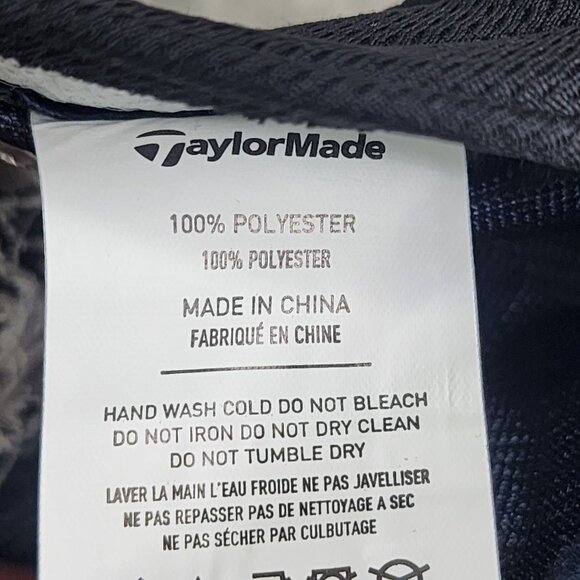 TaylorMade
100% POLYESTER
100% POLYESTER
MADE IN CHINA
FABRIQUÉ EN CHINE
HAND WASH COLD DO NOT BLEACH
DO NOT IRON DO NOT DRY CLEAN
DO NOT TUMBLE DRY
LAVER LA MAIN L'EAU FROIDE NE PAS JAVELLISER
NE PAS REPASSER PAS DE NETTOYAGE A SEC
NE PAS SÉCHER PAR CULBUTAGE